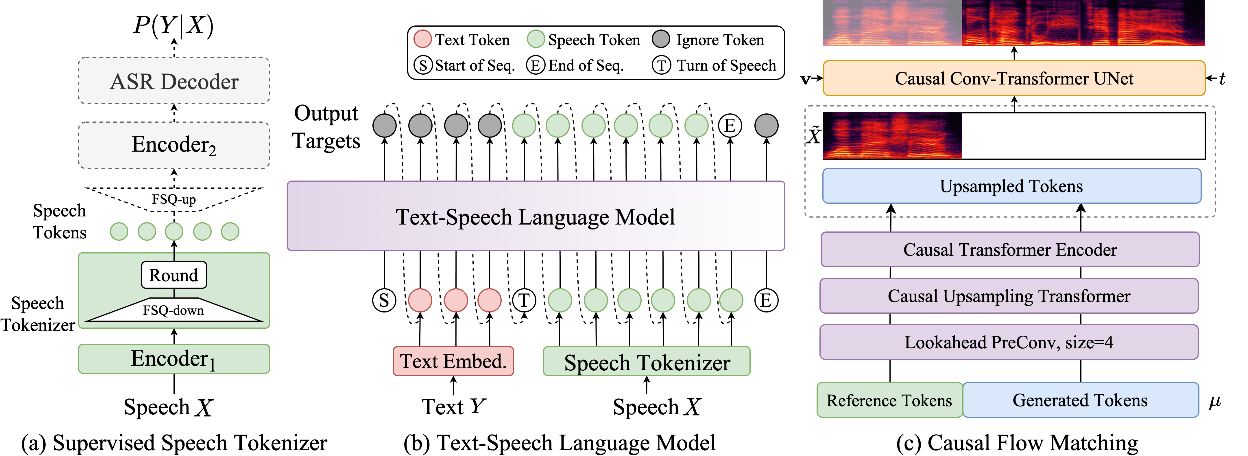 P(Y|X)
ASR Decoder
Encoder₂
FSQ-up
Speech
Tokens
Round
Speech
Tokenizer
FSQ-down
Encoder₁
Speech X
(a) Supervised Speech Tokenizer
Text Token
Speech Token
Ignore Token
S Start of Seq.
E End of Seq.
T Turn of Speech
Output
Targets
E
Text-Speech Language Model
S
T
E
Text Embed.
Speech Tokenizer
Text Y
Speech X
(b) Text-Speech Language Model
v
Causal Conv-Transformer UNet
t
X̃
Upsampled Tokens
Causal Transformer Encoder
Causal Upsampling Transformer
Lookahead PreConv, size=4
Reference Tokens
Generated Tokens
μ
(c) Causal Flow Matching